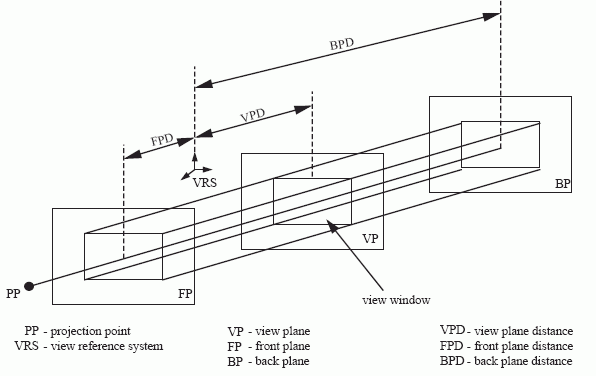 BPD
VPD
FPD
VRS
BP
VP
FP
PP
view window
PP - projection point
VRS - view reference system
VP - view plane
FP - front plane
BP - back plane
VPD - view plane distance
FPD - front plane distance
BPD - back plane distance